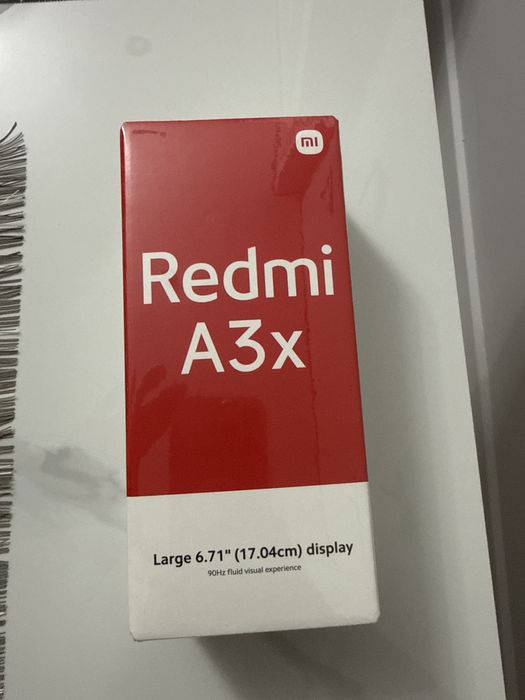 mi
Redmi
A3x
Large 6.71" (17.04cm) display
90Hz fluid visual experience